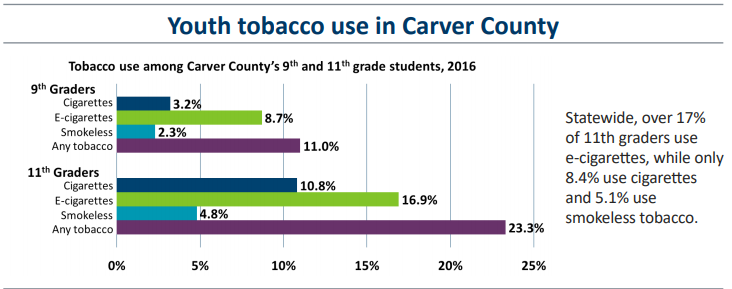 Youth tobacco use in Carver County
Tobacco use among Carver County's 9th and 11th grade students, 2016
9th Graders
Cigarettes 3.2%
E-cigarettes 8.7%
Smokeless 2.3%
Any tobacco 11.0%
11th Graders
Cigarettes 10.8%
E-cigarettes 16.9%
Smokeless 4.8%
Any tobacco 23.3%
0% 5% 10% 15% 20% 25%
Statewide, over 17%
of 11th graders use
e-cigarettes, while only
8.4% use cigarettes
and 5.1% use
smokeless tobacco.